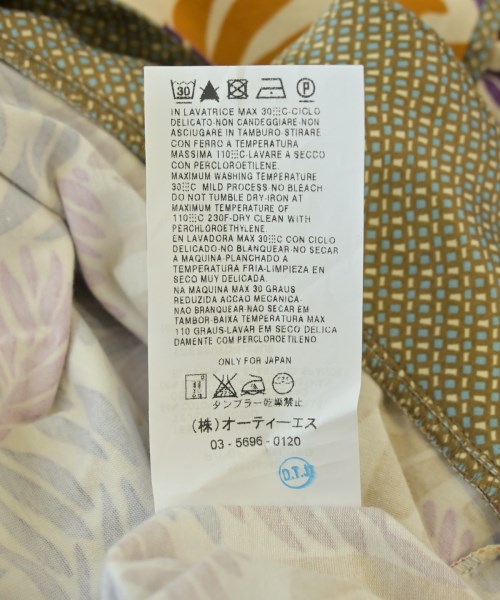 30 P
IN LAVATRICE MAX 30░C-CICLO
DELICATO-NON CANDEGGIARE-NON
ASCIUGARE IN TAMBURO-STIRARE
CON FERRO A TEMPERATURA
MASSIMA 110░C-LAVARE A SECCO
CON PERCLOROETILENE.
MAXIMUM WASHING TEMPERATURE
30░C MILD PROCESS-NO BLEACH
DO NOT TUMBLE DRY-IRON AT
MAXIMUM TEMPERATURE OF
110░C 230F-DRY CLEAN WITH
PERCHLOROETHYLENE.
EN LAVADORA MAX 30░C CON CICLO
DELICADO-NO BLANQUEAR-NO SECAR
A MAQUINA-PLANCHADO A
TEMPERATURA FRIA-LIMPIEZA EN
SECO MUY DELICADA.
NA MAQUINA MAX 30 GRAUS
REDUZIDA ACCAO MECANICA-
NAO BRANQUEAR-NAO SECAR EM
TAMBOR-BAIXA TEMPERATURA MAX
110 GRAUS-LAVAR EM SECO DELICA
DAMENTE COM PERCLOROETILENO.
ONLY FOR JAPAN
タンブラー乾燥禁止
(株)オーティーエス
03-5696-0120